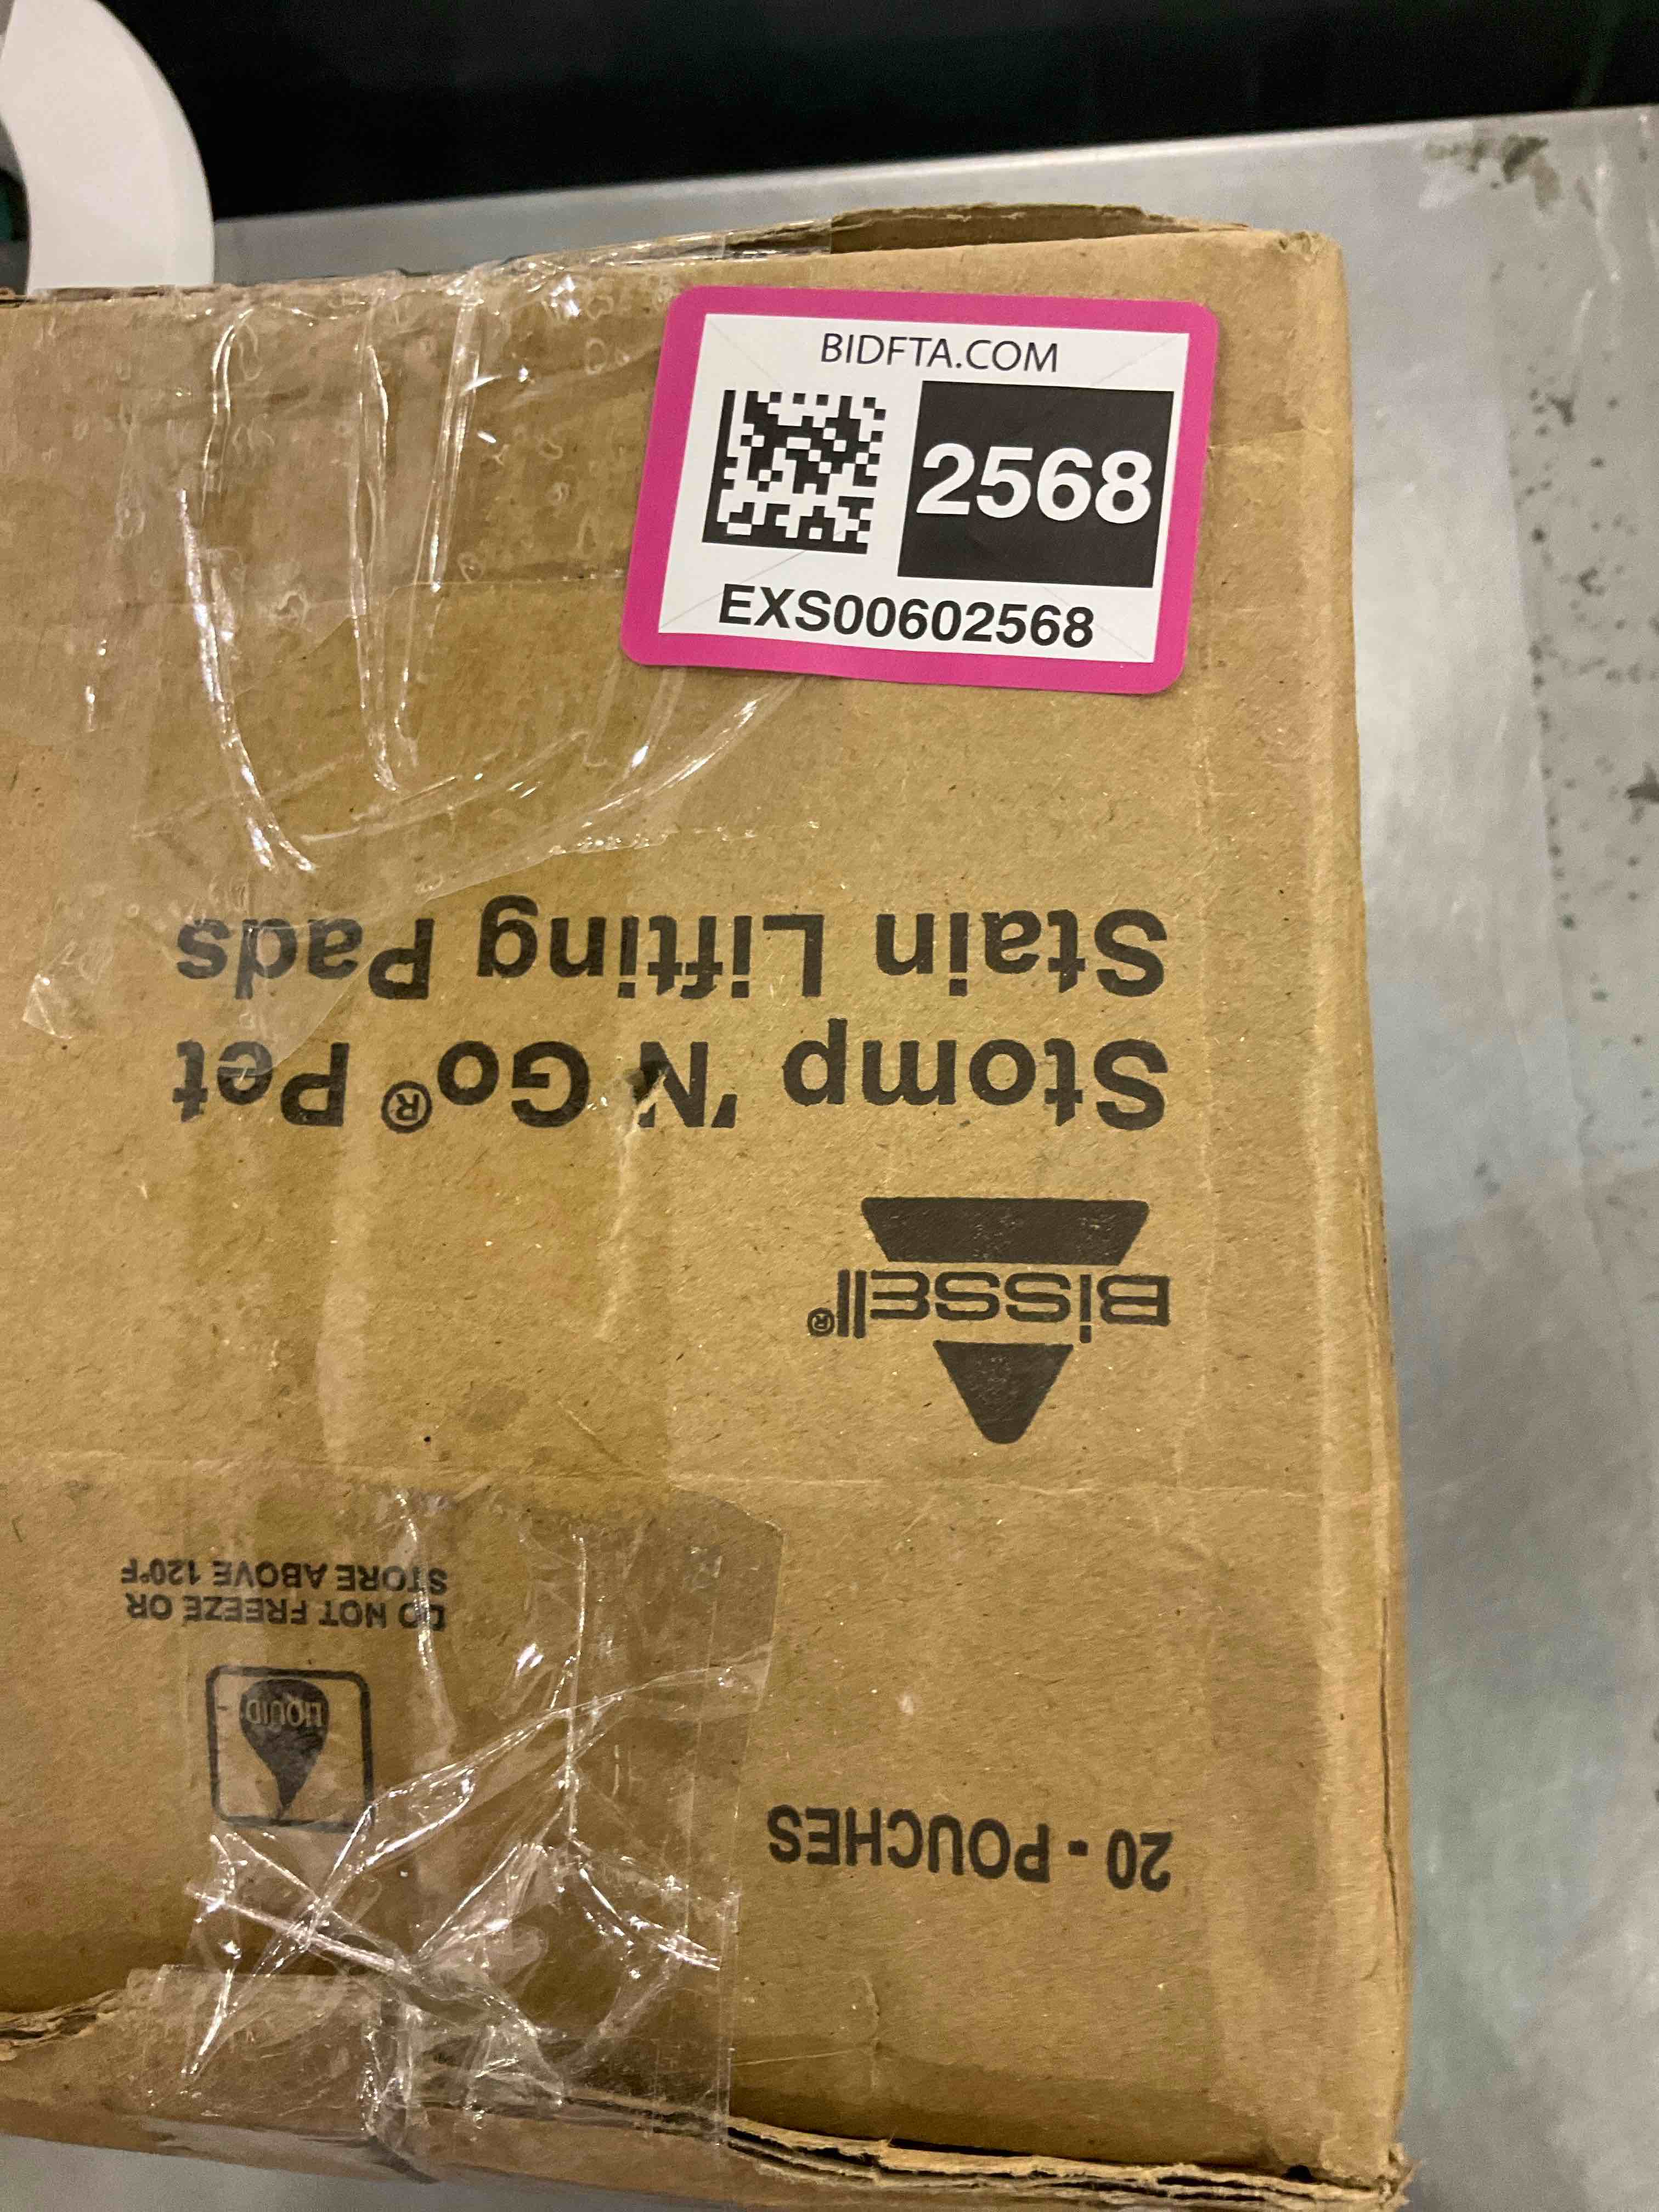 BIDFTA.COM
2568
EXS00602568
BISSELL®
Stomp 'N Go® Pet
Stain Lifting Pads
20 - POUCHES
LIQUID
DO NOT FREEZE OR
STORE ABOVE 120°F